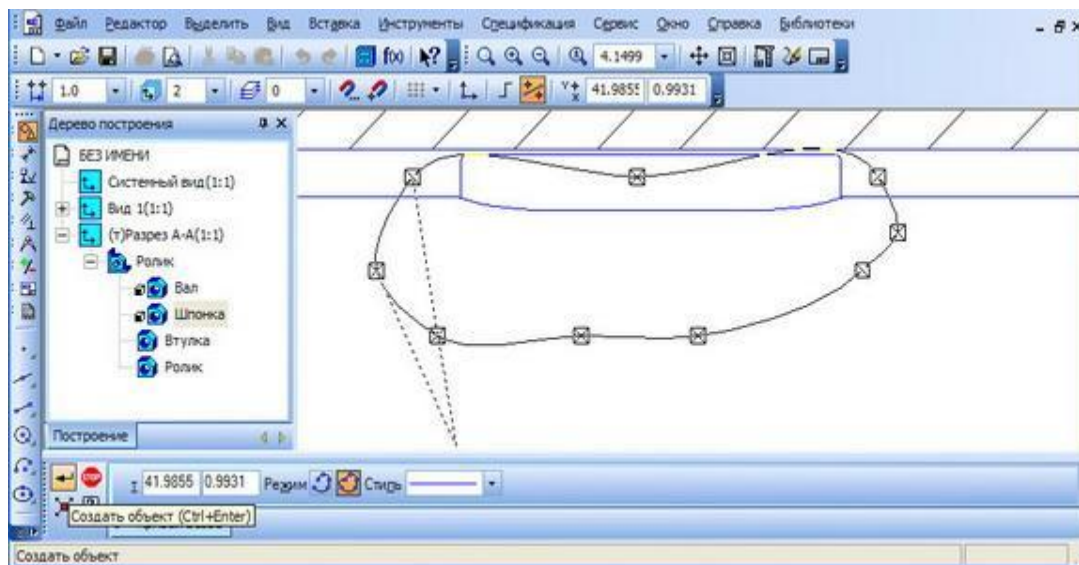 Файл Редактор Выделить Вид Вставка Инструменты Спецификация Сервис Окно Справка Библиотеки
f(x) 4.1499
1.0 2 0 41.9855 0.9931
Дерево построения
БЕЗ ИМЕНИ
Системный вид(1:1)
Вид 1(1:1)
(т)Разрез А-А(1:1)
Ролик
Вал
Шпонка
Втулка
Ролик
Построение
STOP 41.9855 0.9931 Режим Стиль
Создать объект (Ctrl+Enter)
Создать объект